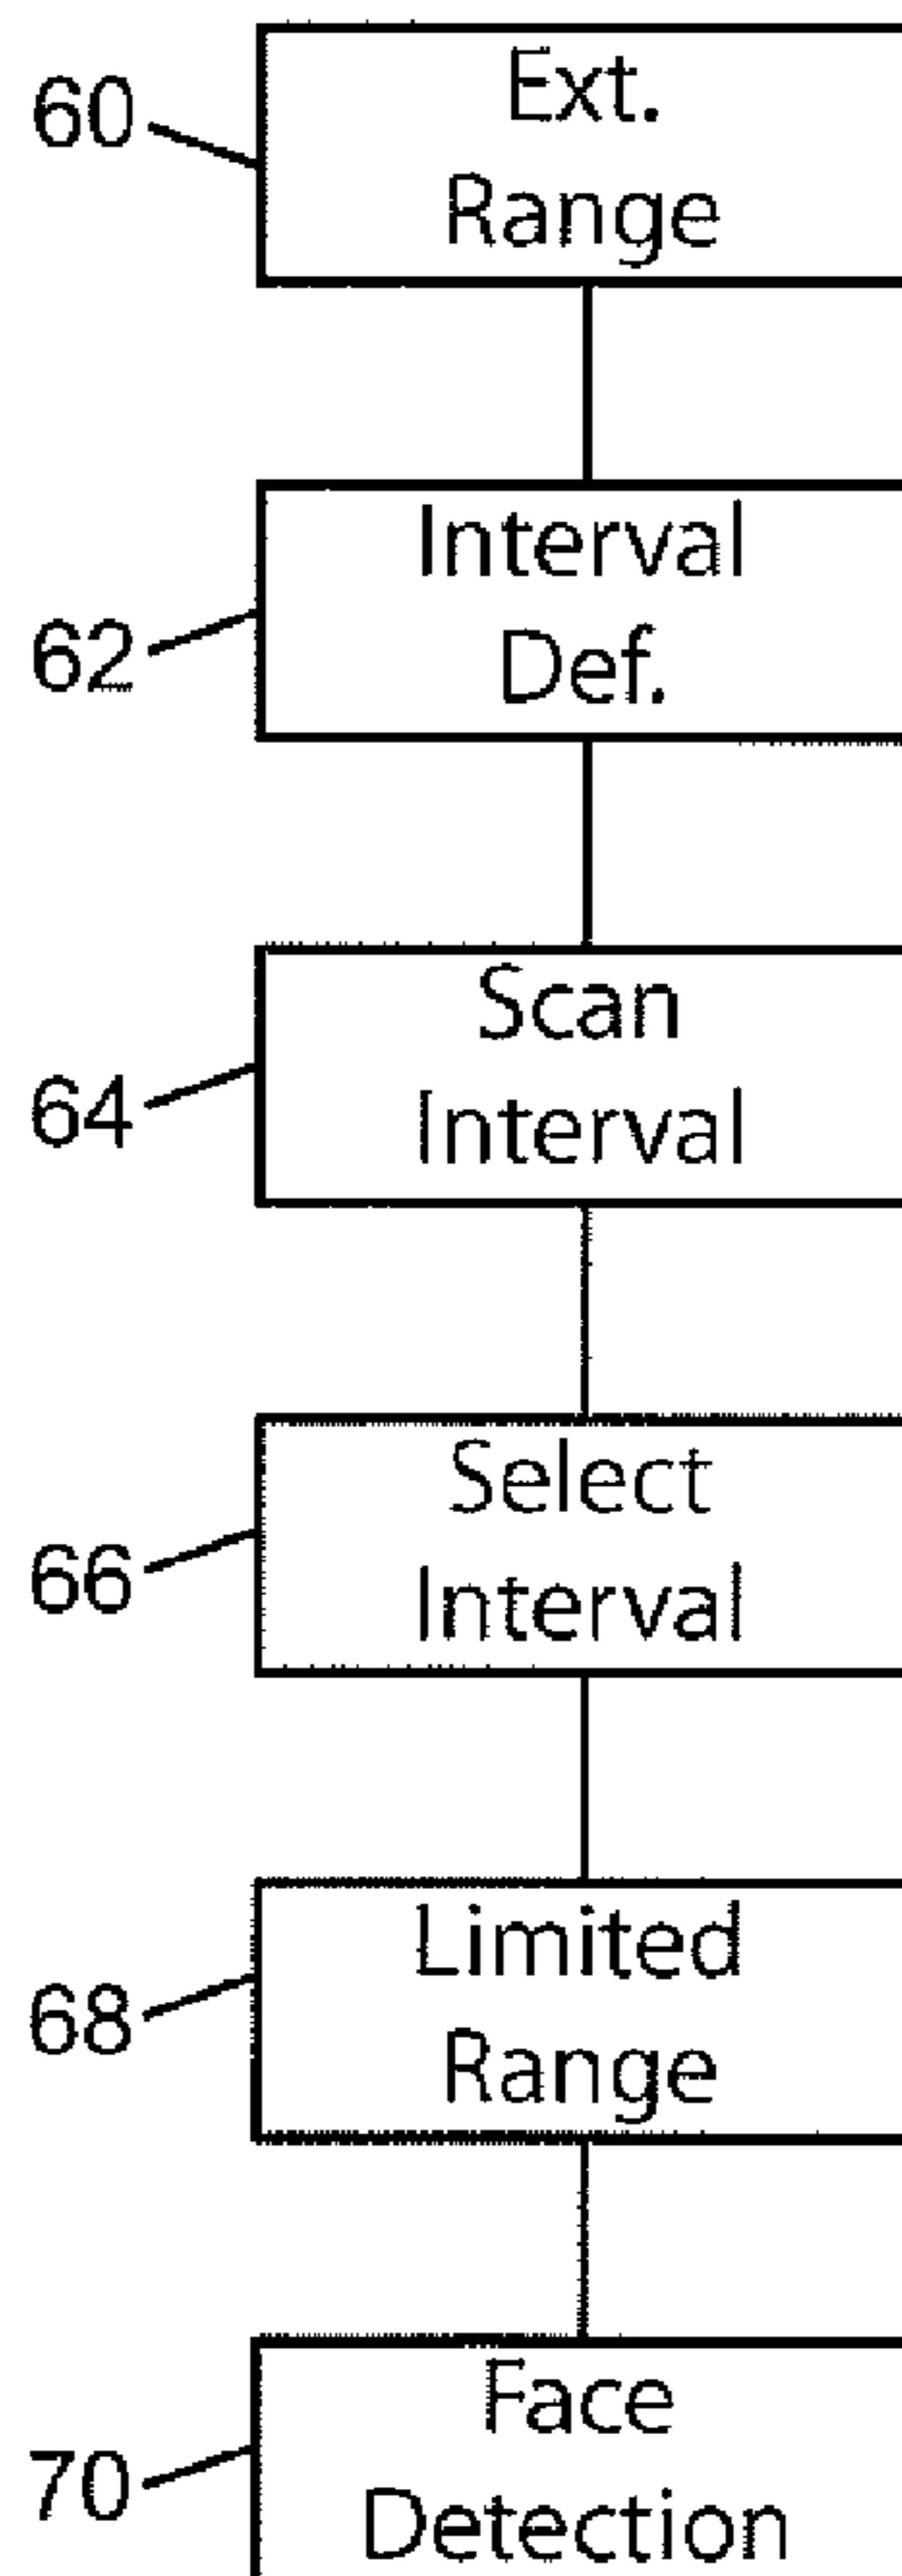 60
Ext.
Range
62
Interval
Def.
64
Scan
Interval
66
Select
Interval
68
Limited
Range
70
Face
Detection